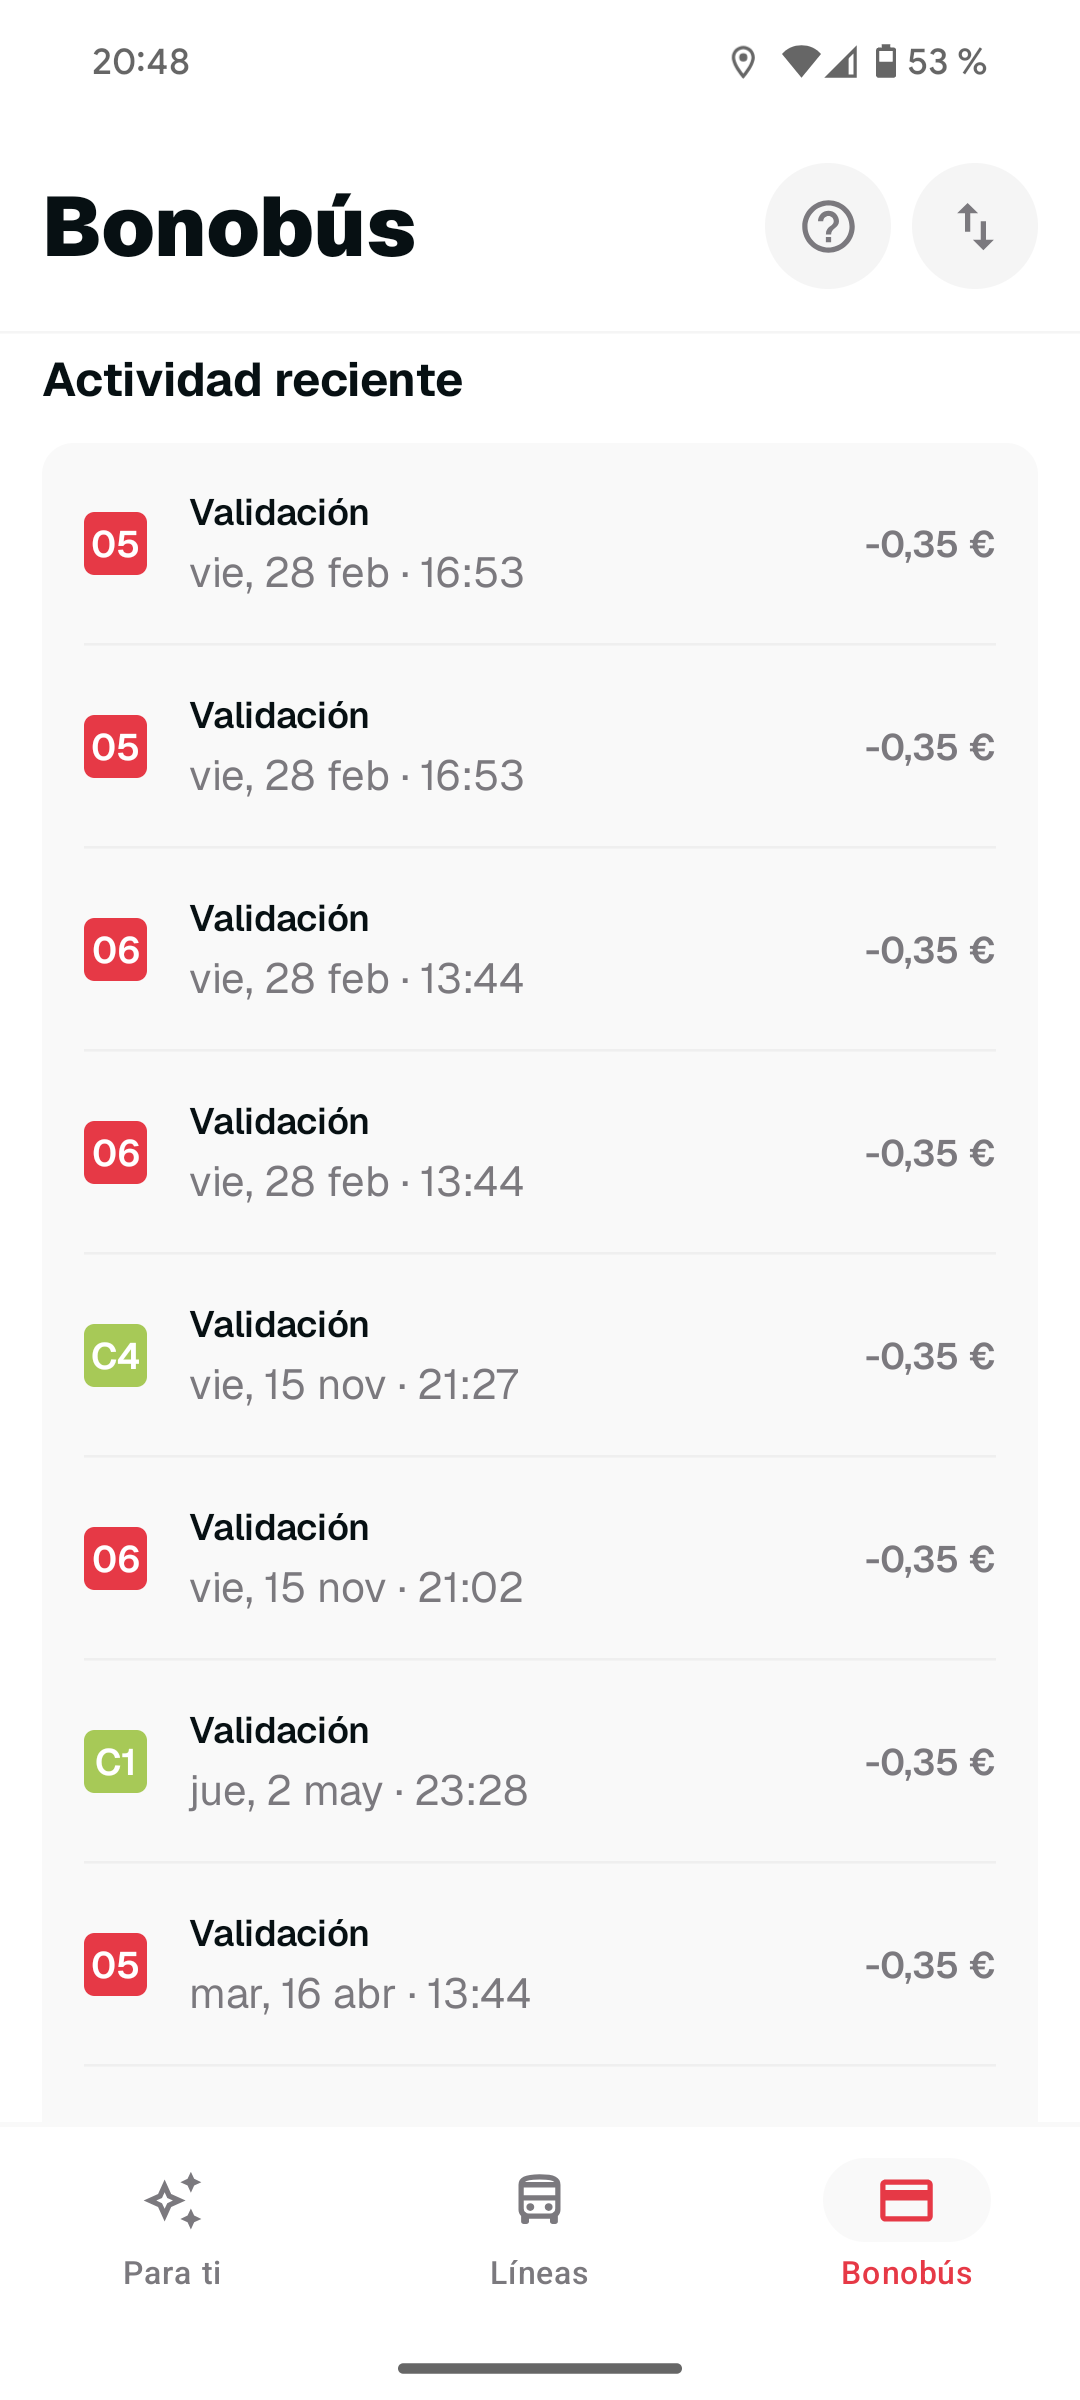 20:48
53 %
Bonobús
Actividad reciente
05
Validación
vie, 28 feb · 16:53
-0,35 €
05
Validación
vie, 28 feb · 16:53
-0,35 €
06
Validación
vie, 28 feb · 13:44
-0,35 €
06
Validación
vie, 28 feb · 13:44
-0,35 €
C4
Validación
vie, 15 nov · 21:27
-0,35 €
06
Validación
vie, 15 nov · 21:02
-0,35 €
C1
Validación
jue, 2 may · 23:28
-0,35 €
05
Validación
mar, 16 abr · 13:44
-0,35 €
Para ti
Líneas
Bonobús